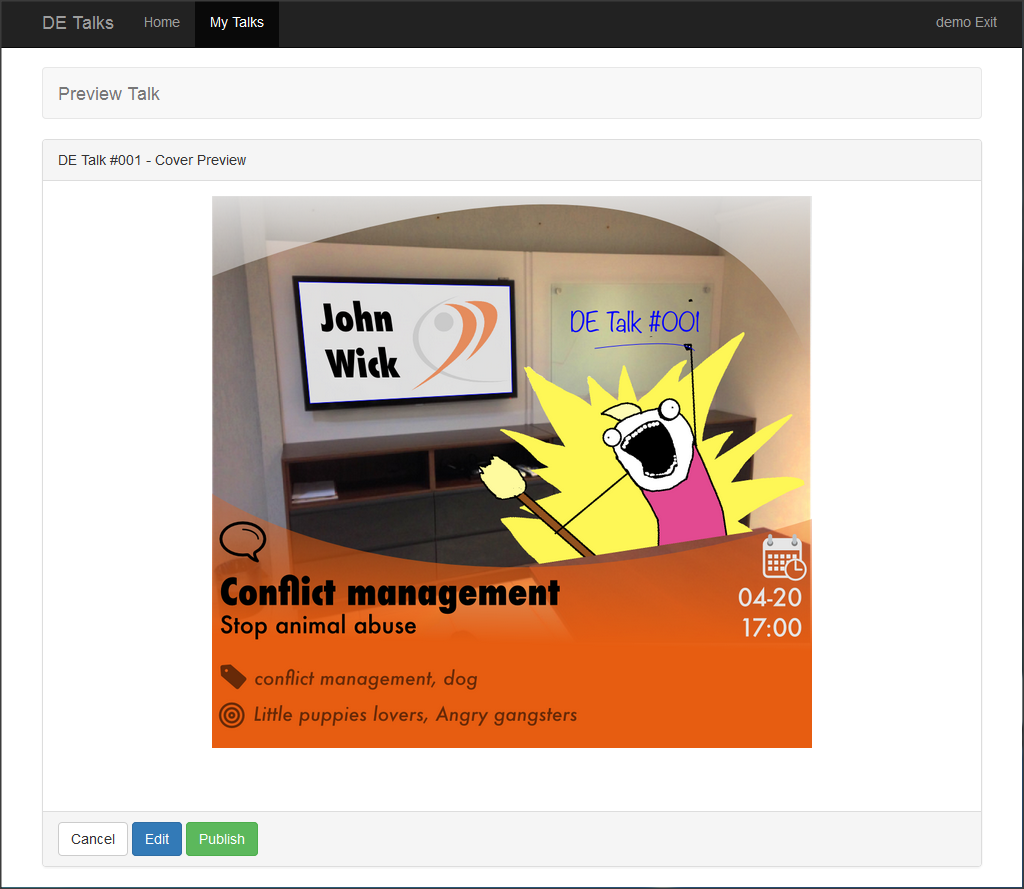 DE Talks Home My Talks demo Exit
Preview Talk
DE Talk #001 - Cover Preview
John
Wick
DE Talk #001
Conflict management
Stop animal abuse
04-20
17:00
conflict management, dog
Little puppies lovers, Angry gangsters
Cancel Edit Publish